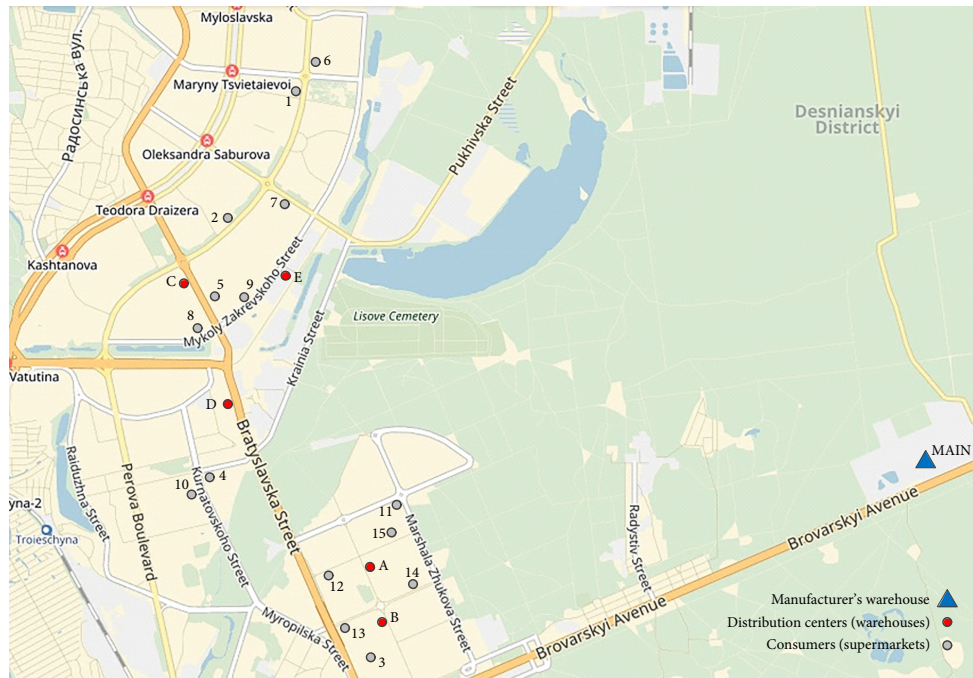 Myloslavska
6
Maryny Tsvietaievoi
1
Радосинська вул.
Pukhivska Street
Desnianskyi
District
Oleksandra Saburova
Teodora Draizera
7
2
Kashtanova
C
E
5
9
8
Mykoly Zakrevskoho Street
Lisove Cemetery
Krainia Street
Vatutina
D
Bratyslavska Street
MAIN
4
10
Raiduzhna Street
Perova Boulevard
Kurnatovskoho Street
yna-2
Troieschyna
11
15
Marshala Zhukova Street
Radystiv Street
Brovarskyi Avenue
A
12
14
B
13
3
Myropilska Street
Brovarskyi Avenue
Manufacturer's warehouse
Distribution centers (warehouses)
Consumers (supermarkets)